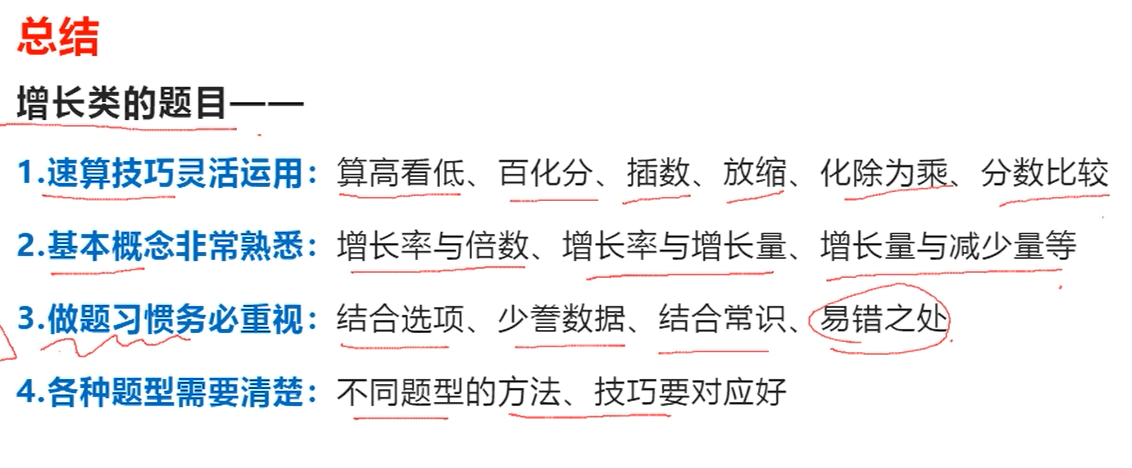 总结
增长类的题目——
1.速算技巧灵活运用：算高看低、百化分、插数、放缩、化除为乘、分数比较
2.基本概念非常熟悉：增长率与倍数、增长率与增长量、增长量与减少量等
3.做题习惯务必重视：结合选项、少誊数据、结合常识、易错之处
4.各种题型需要清楚：不同题型的方法、技巧要对应好